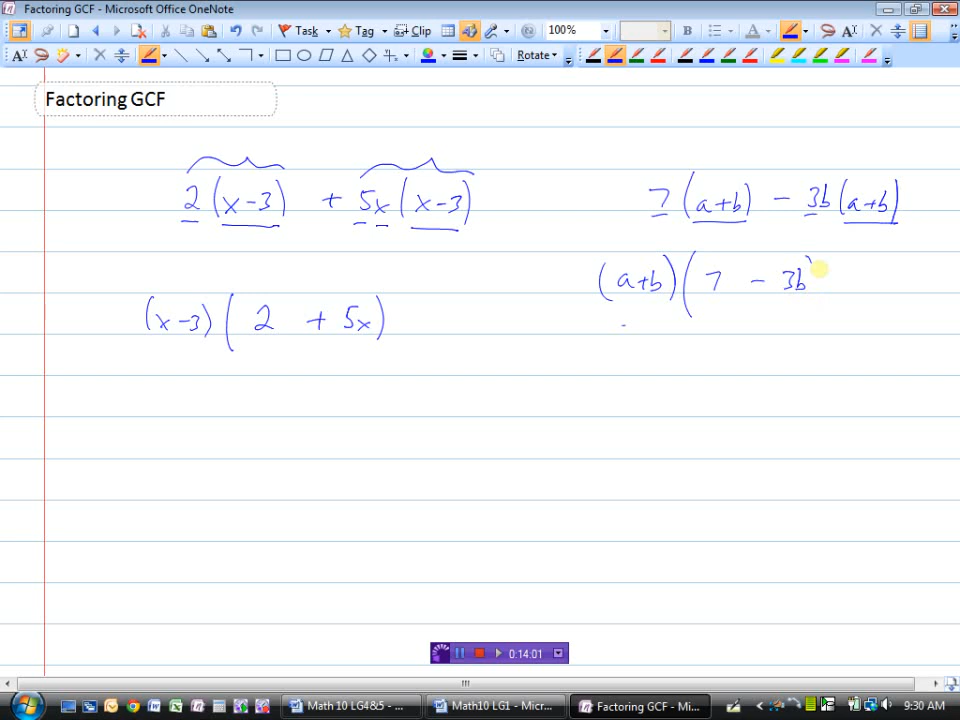 Factoring GCF - Microsoft Office OneNote
Task Tag Clip 100% B A
Rotate
Factoring GCF
2 (x-3) + 5x (x-3)
7 (a+b) - 3b (a+b)
(a+b) ( 7 - 3b)
(x-3) ( 2 + 5x)
0:14:01
Math 10 LG4&5 - ...
Math10 LG1 - Micr...
Factoring GCF - Mi...
9:30 AM